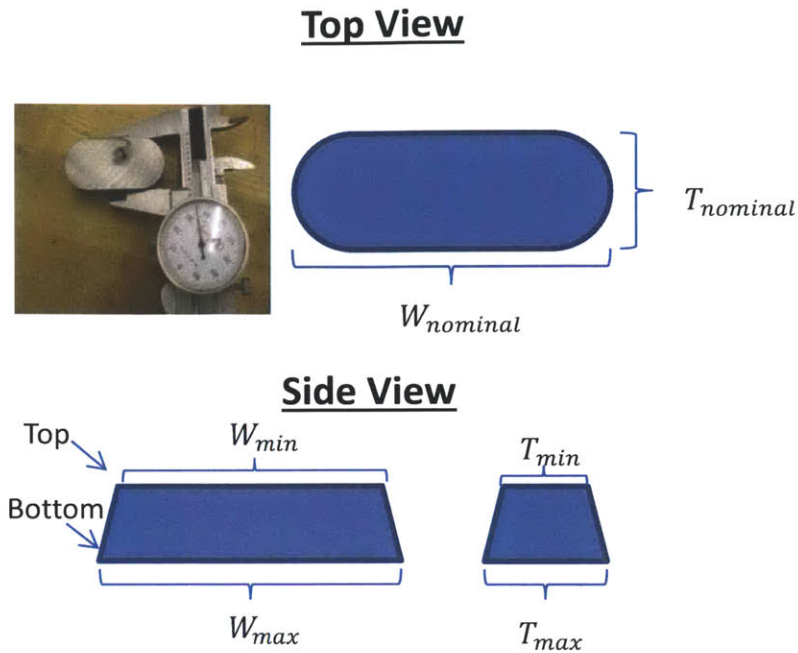 Top View
T_nominal
W_nominal
Side View
Top
W_min
T_min
Bottom
W_max
T_max